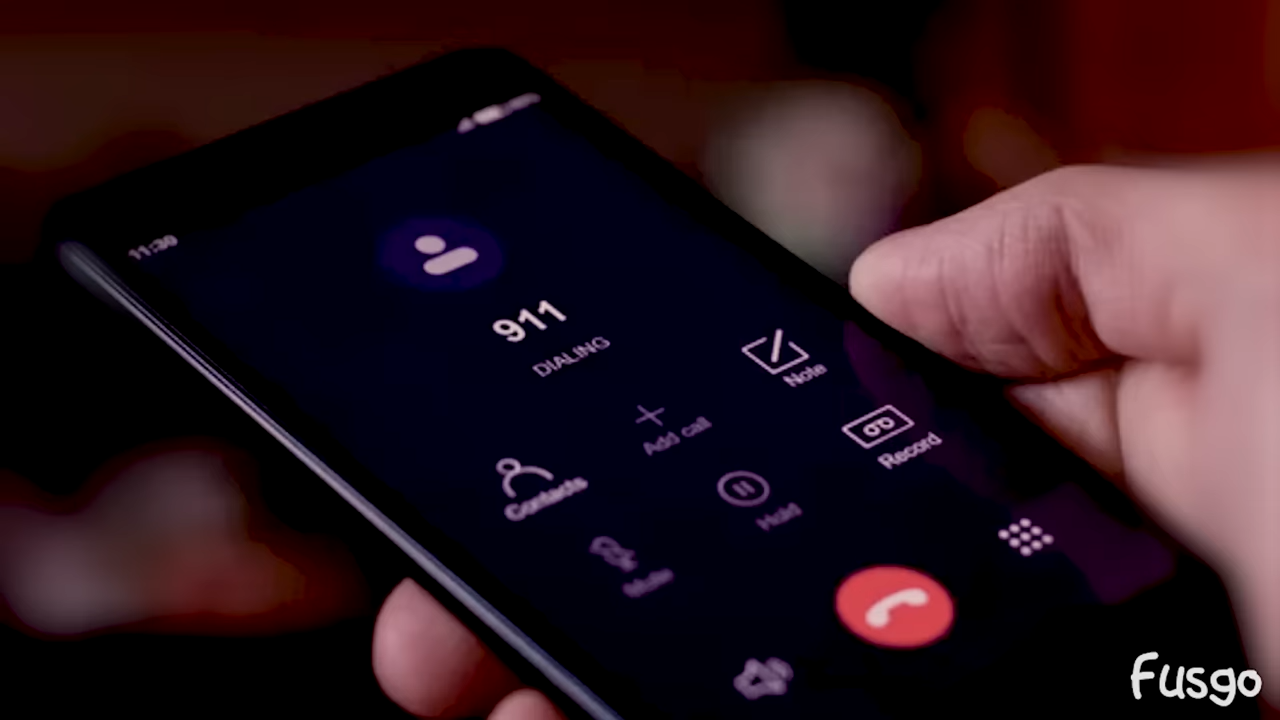 11:30
911
DIALING
Note
Add call
Record
Contacts
Hold
Mute
Fusgo